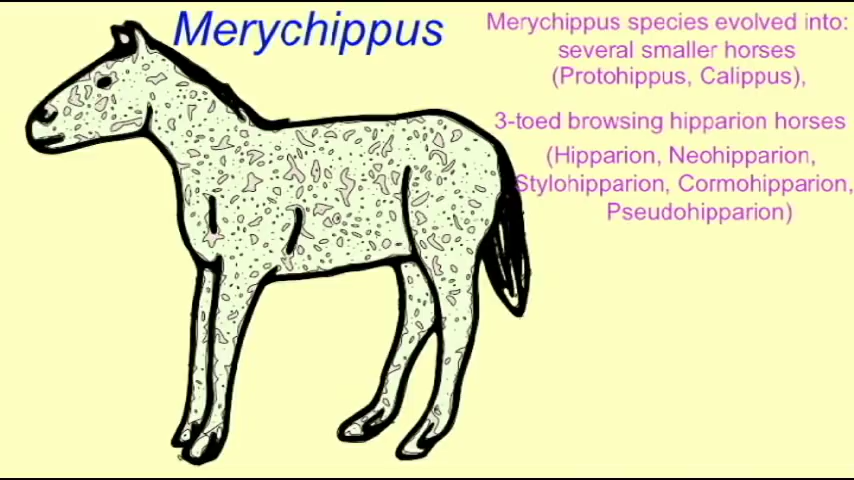 Merychippus
Merychippus species evolved into:
several smaller horses
(Protohippus, Calippus),
3-toed browsing hipparion horses
(Hipparion, Neohipparion,
Stylohipparion, Cormohipparion,
Pseudohipparion)